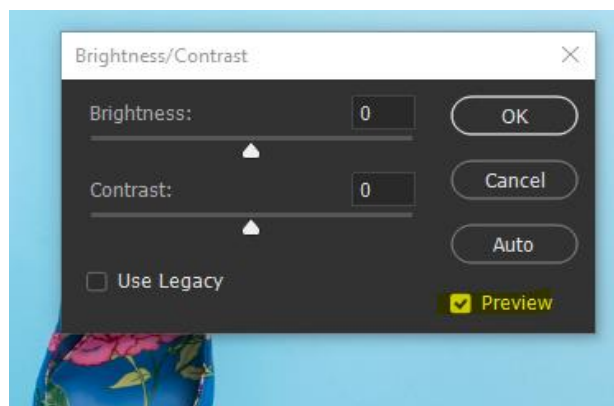 Brightness/Contrast
Brightness: 0
OK
Contrast: 0
Cancel
Auto
Use Legacy
Preview